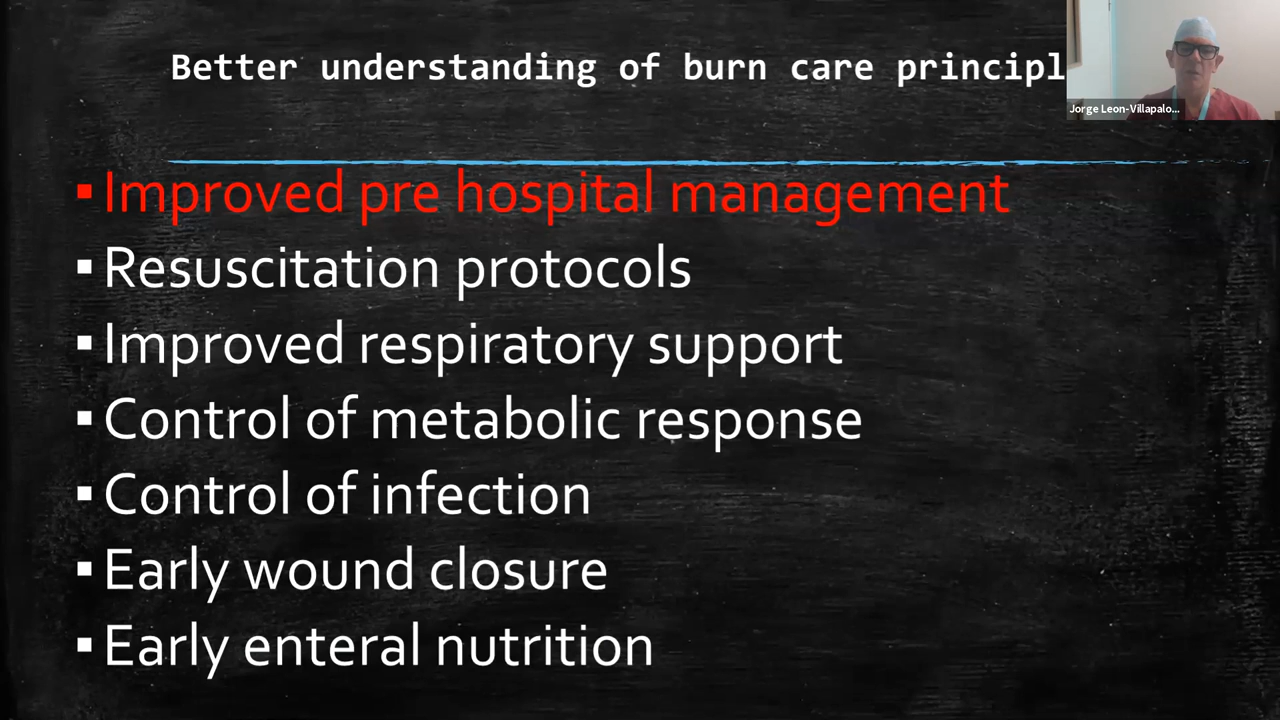 Better understanding of burn care principl
Jorge Leon-Villapalo...
▪ Improved pre hospital management
▪ Resuscitation protocols
▪ Improved respiratory support
▪ Control of metabolic response
▪ Control of infection
▪ Early wound closure
▪ Early enteral nutrition